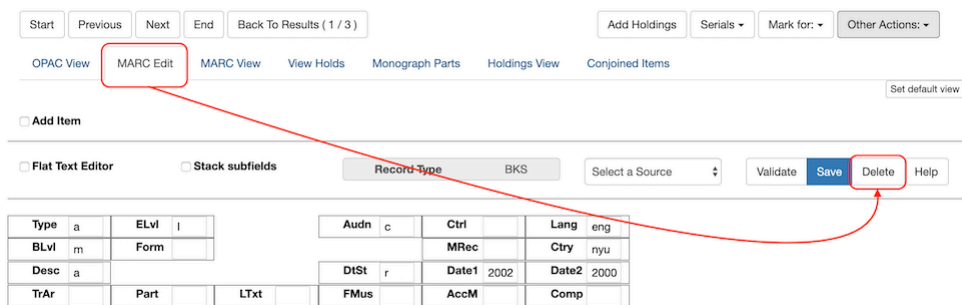 Start Previous Next End Back To Results ( 1 / 3 ) Add Holdings Serials Mark for: Other Actions:
OPAC View MARC Edit MARC View View Holds Monograph Parts Holdings View Conjoined Items
Set default view
Add Item
Flat Text Editor Stack subfields Record Type BKS Select a Source Validate Save Delete Help
Type a ELvl l Audn c Ctrl Lang eng
BLvl m Form MRec Ctry nyu
Desc a DtSt r Date1 2002 Date2 2000
TrAr Part LTxt FMus AccM Comp